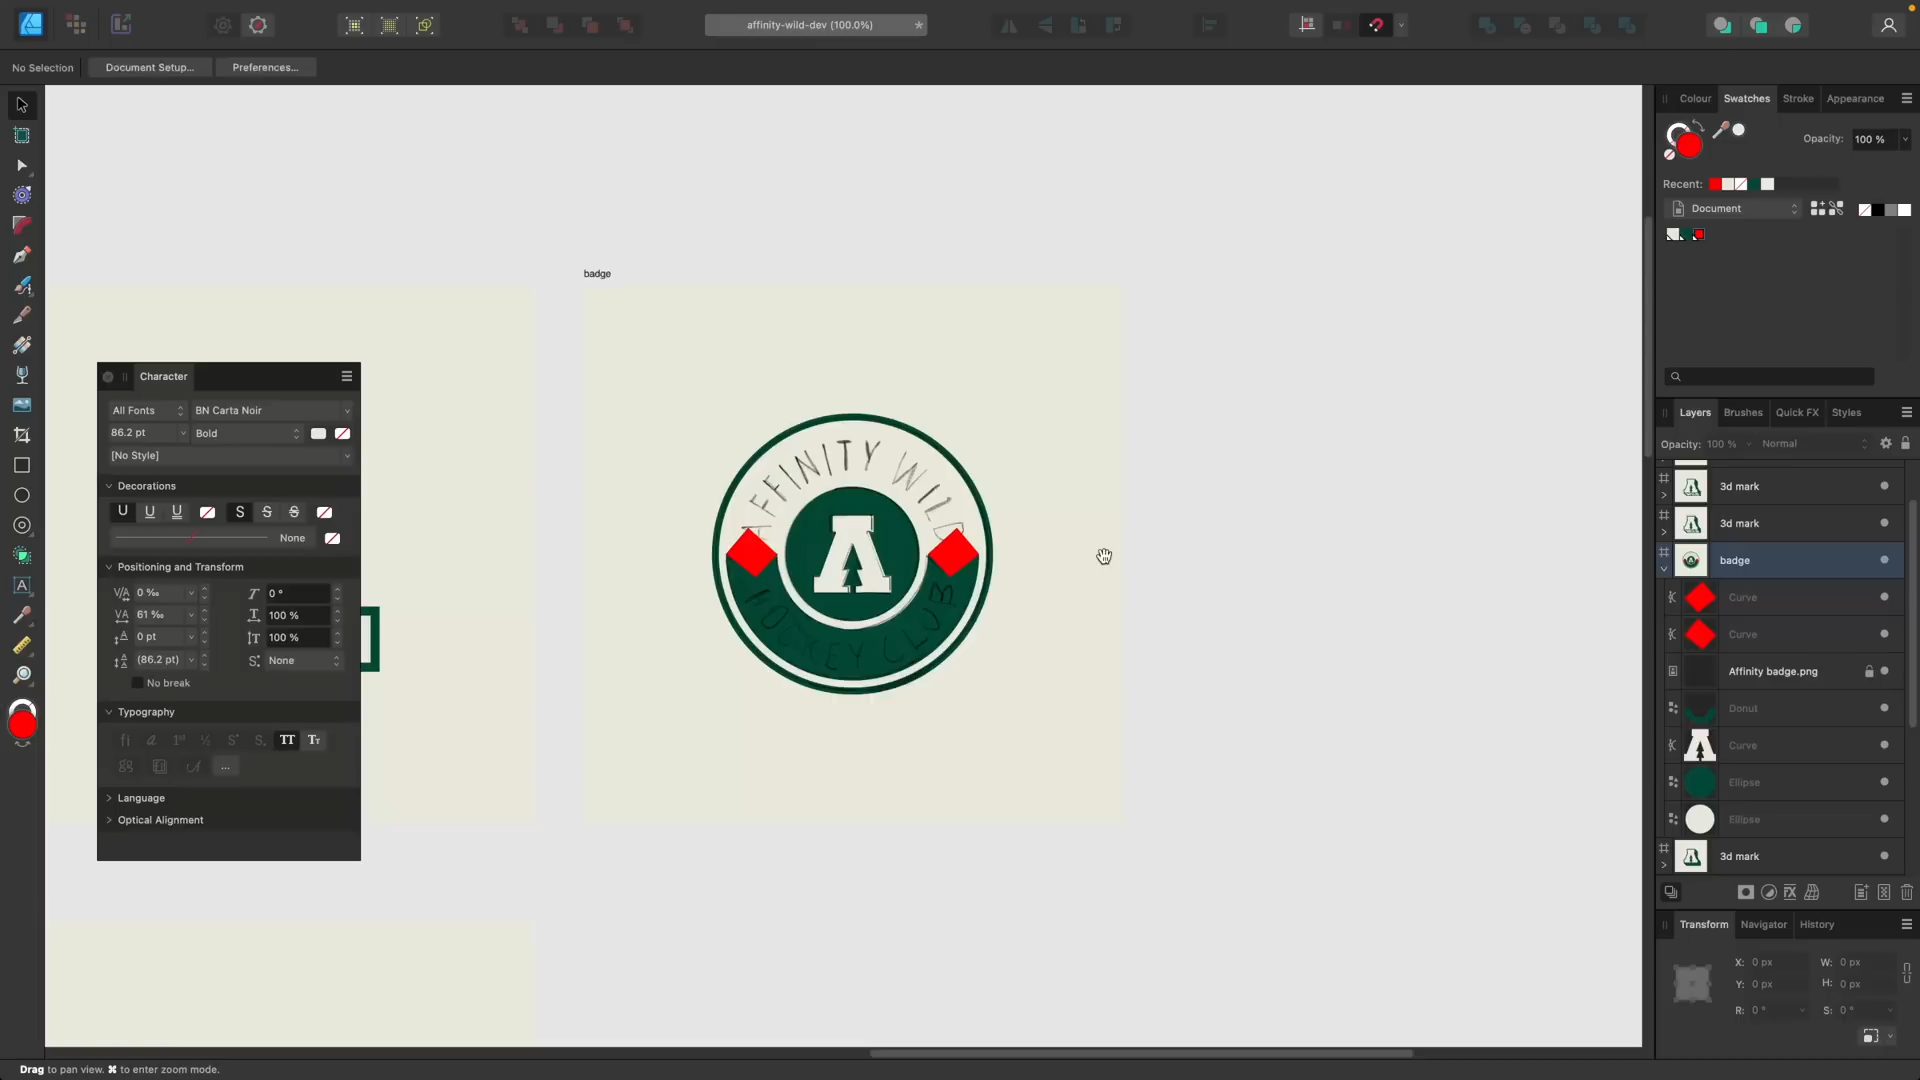 affinity-wild-dev (100.0%) *
No Selection
Document Setup...
Preferences...
badge
AFFINITY WILD
A
HOCKEY CLUB
Character
All Fonts
BN Carta Noir
86.2 pt
Bold
[No Style]
Decorations
U U U S S S
None
Positioning and Transform
0 ‰
0 °
61 ‰
100 %
0 pt
100 %
(86.2 pt)
None
No break
Typography
TT Tт
...
Language
Optical Alignment
Colour Swatches Stroke Appearance
Opacity: 100 %
Recent:
Document
Layers Brushes Quick FX Styles
Opacity: 100 % Normal
3d mark
3d mark
badge
Curve
Curve
Affinity badge.png
Donut
Curve
Ellipse
Ellipse
3d mark
Transform Navigator History
X: 0 px W: 0 px
Y: 0 px H: 0 px
R: 0 ° S: 0 °
Drag to pan view. ⌘ to enter zoom mode.